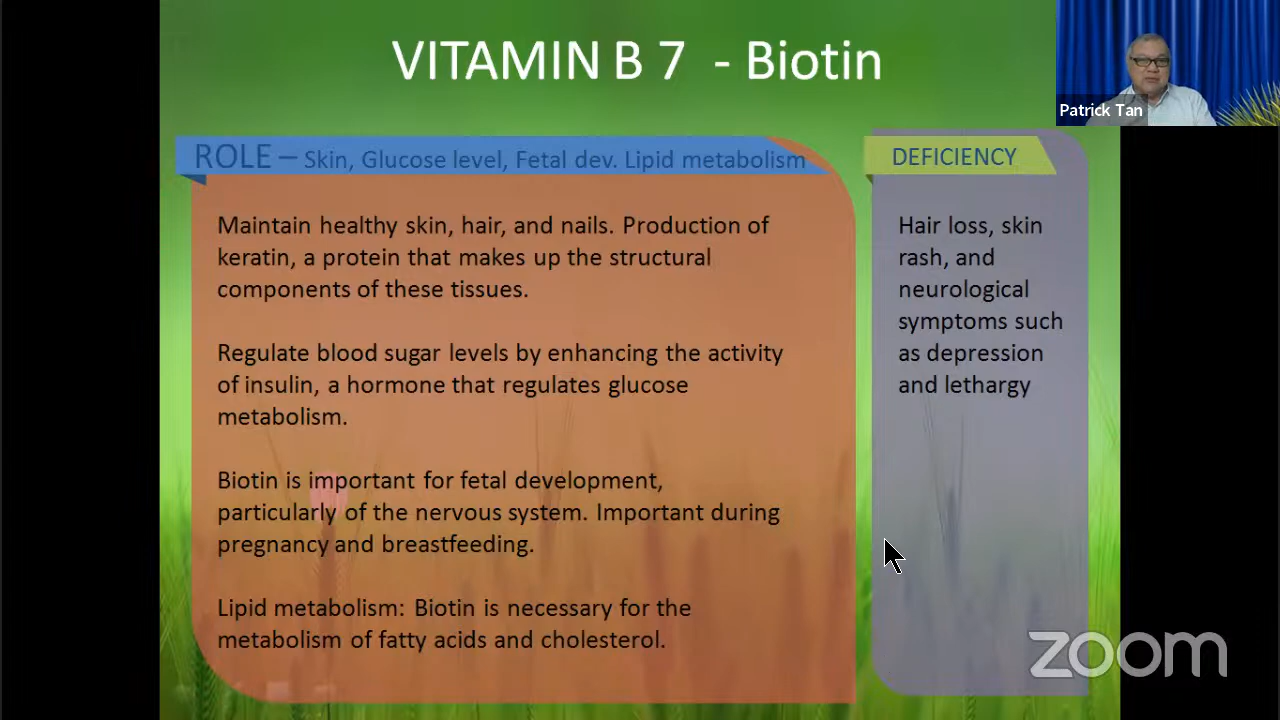 VITAMIN B 7 - Biotin
Patrick Tan
ROLE – Skin, Glucose level, Fetal dev. Lipid metabolism
Maintain healthy skin, hair, and nails. Production of
keratin, a protein that makes up the structural
components of these tissues.
Regulate blood sugar levels by enhancing the activity
of insulin, a hormone that regulates glucose
metabolism.
Biotin is important for fetal development,
particularly of the nervous system. Important during
pregnancy and breastfeeding.
Lipid metabolism: Biotin is necessary for the
metabolism of fatty acids and cholesterol.
DEFICIENCY
Hair loss, skin
rash, and
neurological
symptoms such
as depression
and lethargy
zoom